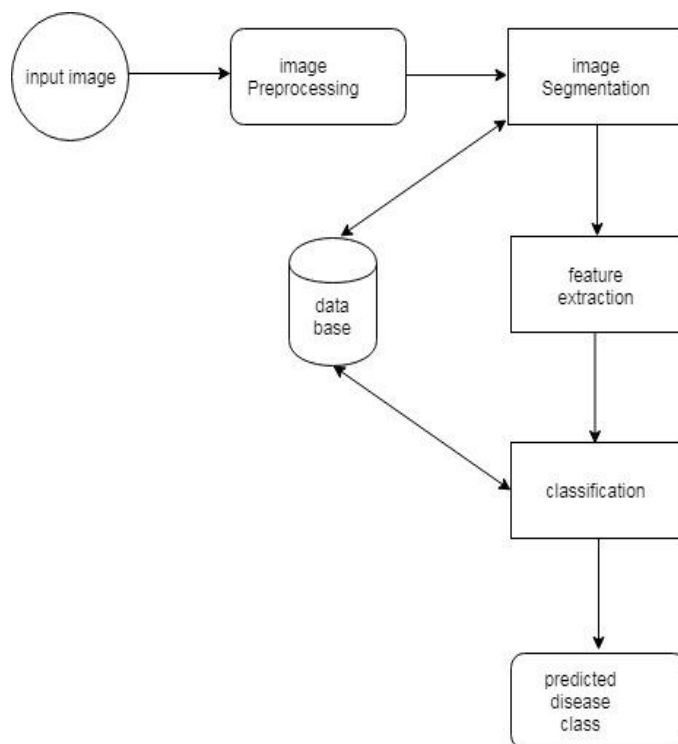 input image
image
Preprocessing
image
Segmentation
data
base
feature
extraction
classification
predicted
disease
class